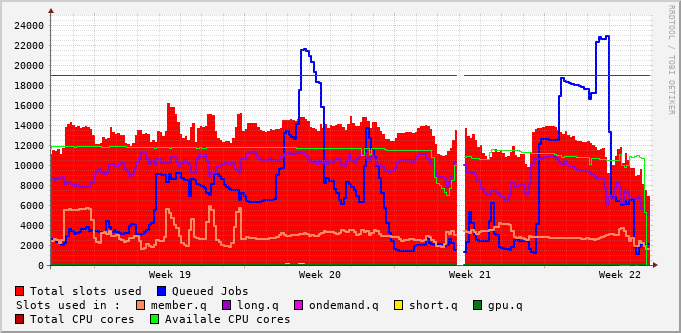 24000
22000
20000
18000
16000
14000
12000
10000
8000
6000
4000
2000
0
Week 19 Week 20 Week 21 Week 22
Total slots used Queued Jobs
Slots used in : member.q long.q ondemand.q short.q gpu.q
Total CPU cores Availale CPU cores
RRDTOOL / TOBI OETIKER